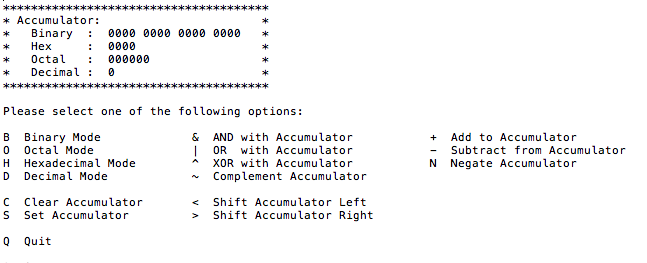 **************************************
* Accumulator:                       *
*   Binary  :  0000 0000 0000 0000   *
*   Hex     :  0000                  *
*   Octal   :  000000                *
*   Decimal :  0                     *
**************************************
Please select one of the following options:
B  Binary Mode             &  AND with Accumulator           +  Add to Accumulator
O  Octal Mode              |  OR  with Accumulator           -  Subtract from Accumulator
H  Hexadecimal Mode        ^  XOR with Accumulator           N  Negate Accumulator
D  Decimal Mode            ~  Complement Accumulator
C  Clear Accumulator       <  Shift Accumulator Left
S  Set Accumulator         >  Shift Accumulator Right
Q  Quit